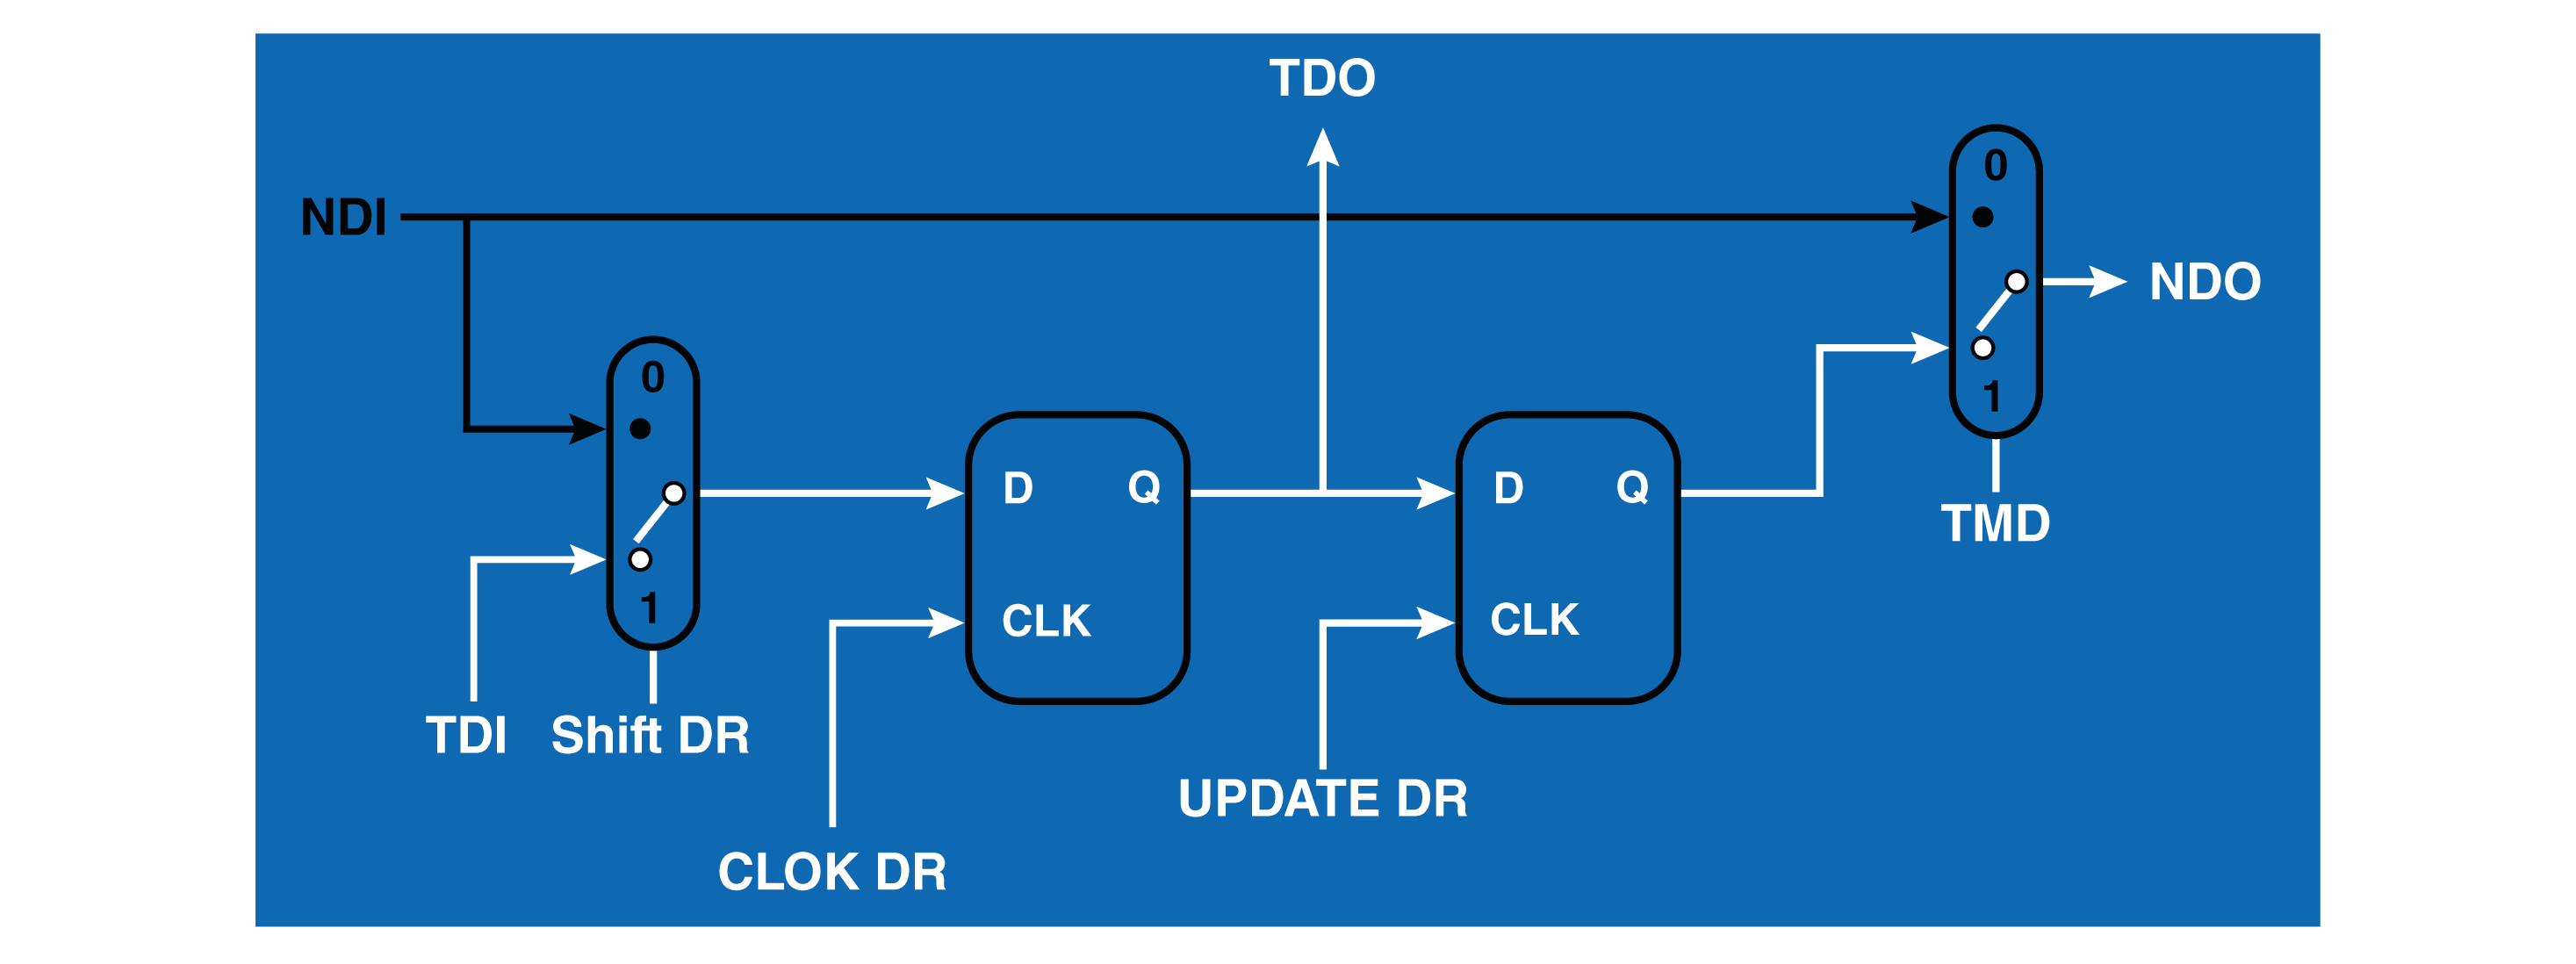 TDO
0
NDI
NDO
0
1
D Q
D Q
TMD
CLK
CLK
1
TDI
Shift DR
UPDATE DR
CLOK DR